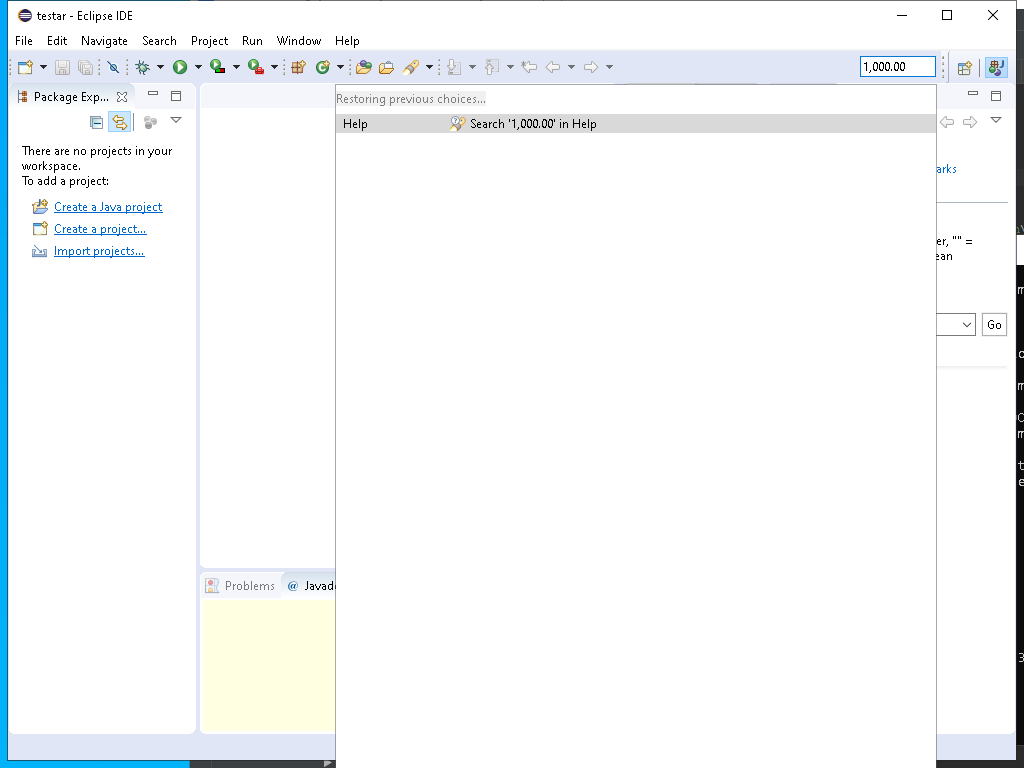 testar - Eclipse IDE
File Edit Navigate Search Project Run Window Help
1,000.00
Package Exp...
Restoring previous choices...
Help Search '1,000.00' in Help
There are no projects in your
workspace.
To add a project:
Create a Java project
Create a project...
Import projects...
arks
er, "" =
ean
Go
Problems @ Javad